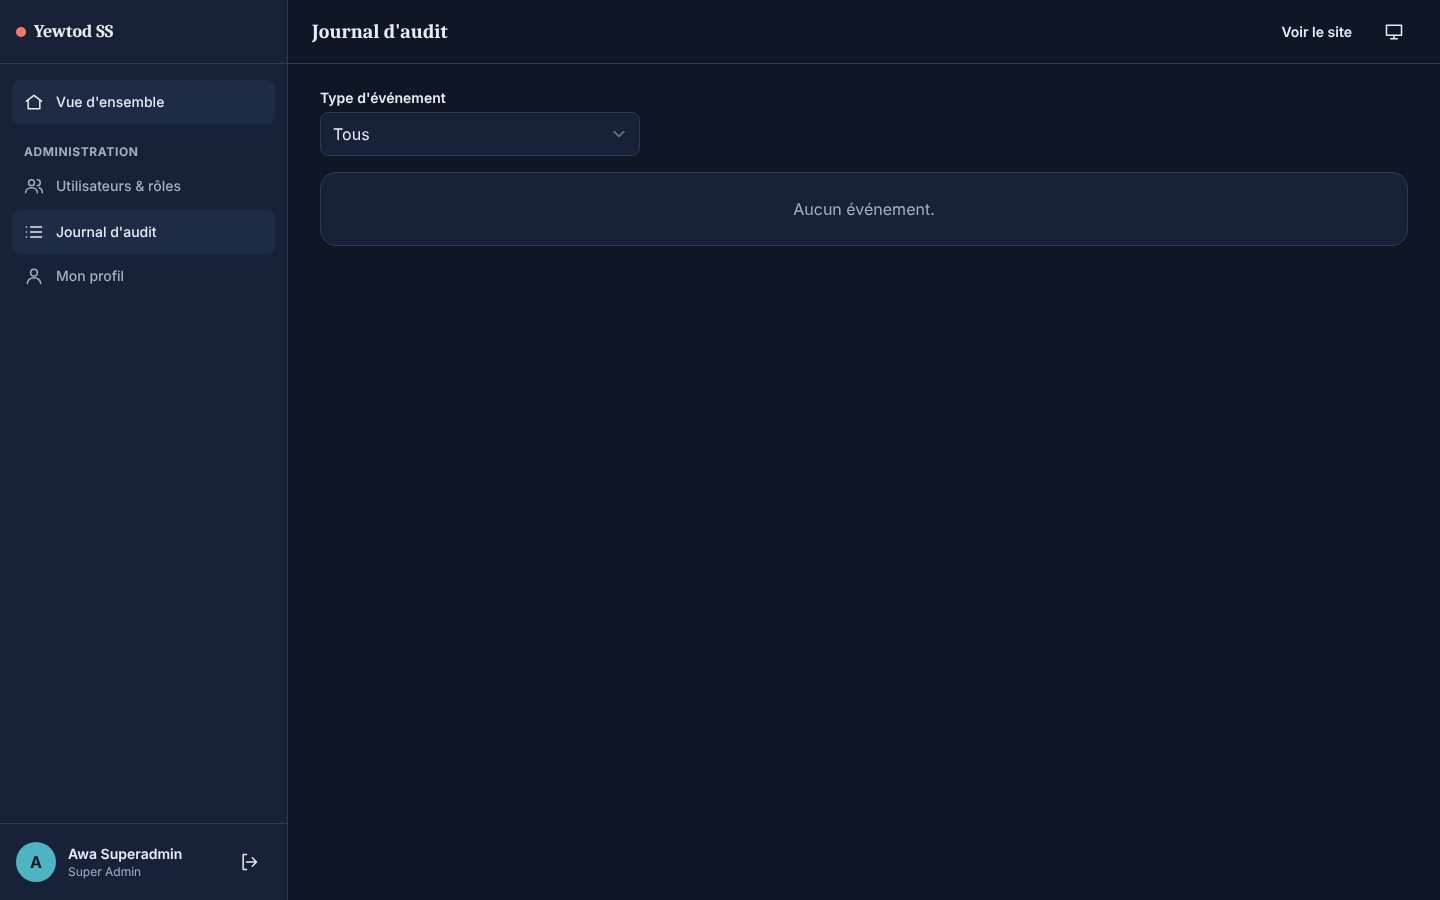 Yewtod SS
Journal d'audit
Voir le site
Vue d'ensemble
ADMINISTRATION
Utilisateurs & rôles
Journal d'audit
Mon profil
Type d'événement
Tous
Aucun événement.
A
Awa Superadmin
Super Admin